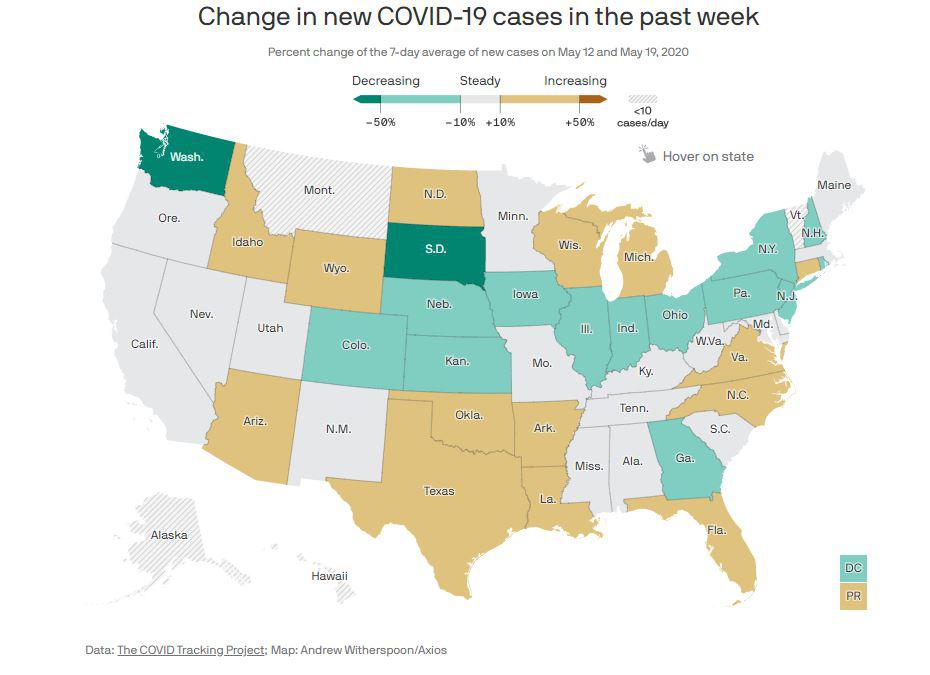 Change in new COVID-19 cases in the past week
Percent change of the 7-day average of new cases on May 12 and May 19, 2020
Decreasing Steady Increasing
-50% -10% +10% +50% <10
cases/day
Hover on state
Wash.
Mont.
N.D.
Minn.
Maine
Ore.
Idaho
Wyo.
S.D.
Wis.
Mich.
Vt.
N.H.
N.Y.
Nev.
Utah
Colo.
Neb.
Iowa
Ill.
Ind.
Ohio
Pa.
N.J.
Calif.
Kan.
Mo.
Ky.
W.Va.
Md.
Va.
Ariz.
N.M.
Okla.
Ark.
Tenn.
N.C.
S.C.
Texas
La.
Miss.
Ala.
Ga.
Fla.
Alaska
Hawaii
DC
PR
Data: The COVID Tracking Project; Map: Andrew Witherspoon/Axios